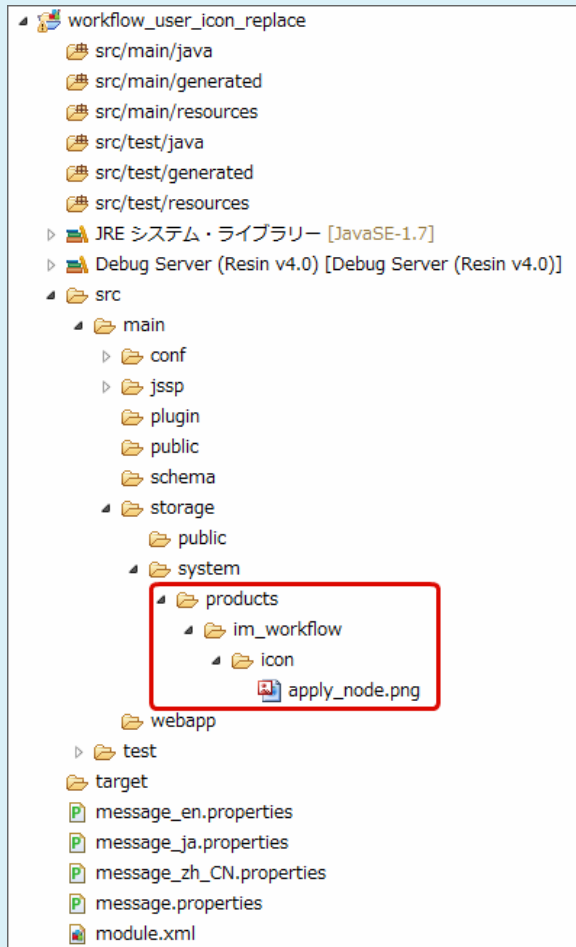 workflow_user_icon_replace
src/main/java
src/main/generated
src/main/resources
src/test/java
src/test/generated
src/test/resources
JRE システム・ライブラリー [JavaSE-1.7]
Debug Server (Resin v4.0) [Debug Server (Resin v4.0)]
src
main
conf
jssp
plugin
public
schema
storage
public
system
products
im_workflow
icon
apply_node.png
webapp
test
target
message_en.properties
message_ja.properties
message_zh_CN.properties
message.properties
module.xml